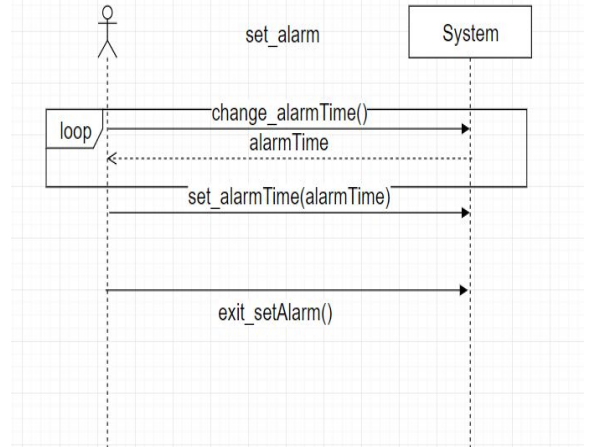 set_alarm
System
loop
change_alarmTime()
alarmTime
set_alarmTime(alarmTime)
exit_setAlarm()